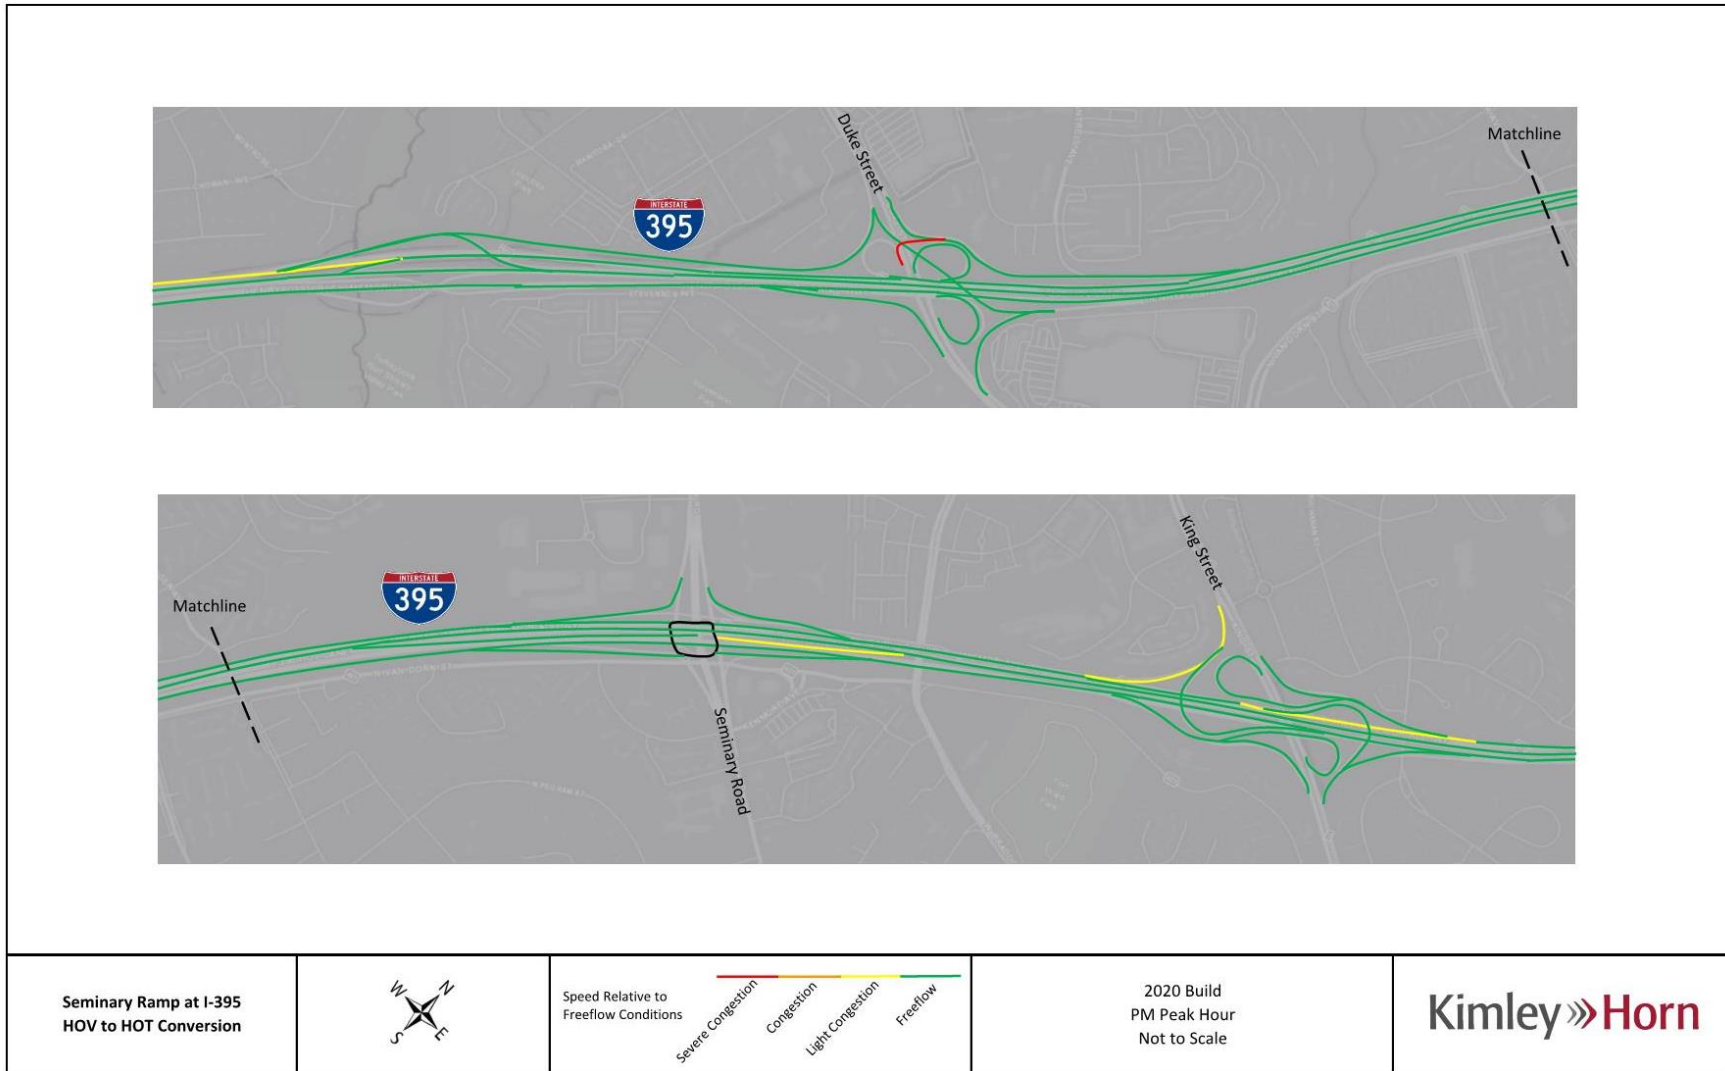 Duke Street
Matchline
INTERSTATE
395
King Street
INTERSTATE
395
Matchline
Seminary Road
Seminary Ramp at I-395
HOV to HOT Conversion
W
N
S
E
Speed Relative to
Freeflow Conditions
Severe Congestion
Congestion
Light Congestion
Freeflow
2020 Build
PM Peak Hour
Not to Scale
Kimley Horn